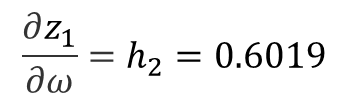 ∂z₁/∂ω = h₂ = 0.6019